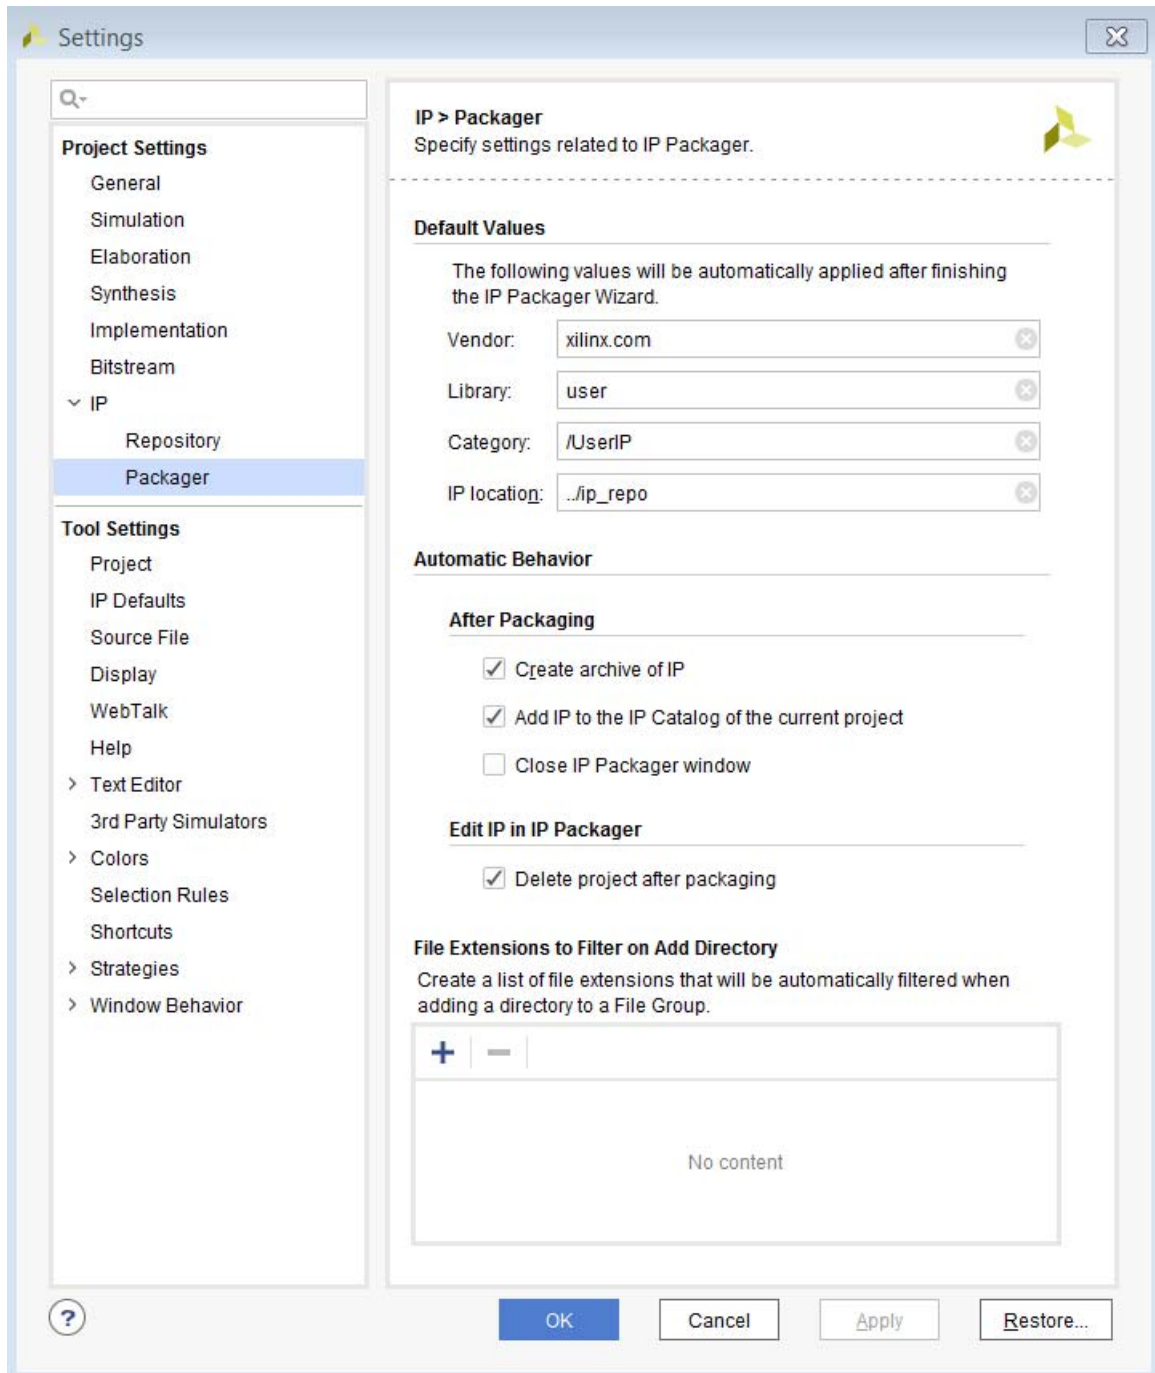 Settings
Project Settings
General
Simulation
Elaboration
Synthesis
Implementation
Bitstream
IP
Repository
Packager
Tool Settings
Project
IP Defaults
Source File
Display
WebTalk
Help
Text Editor
3rd Party Simulators
Colors
Selection Rules
Shortcuts
Strategies
Window Behavior
IP > Packager
Specify settings related to IP Packager.
Default Values
The following values will be automatically applied after finishing
the IP Packager Wizard.
Vendor: xilinx.com
Library: user
Category: /UserIP
IP location: ../ip_repo
Automatic Behavior
After Packaging
Create archive of IP
Add IP to the IP Catalog of the current project
Close IP Packager window
Edit IP in IP Packager
Delete project after packaging
File Extensions to Filter on Add Directory
Create a list of file extensions that will be automatically filtered when
adding a directory to a File Group.
No content
? OK Cancel Apply Restore...